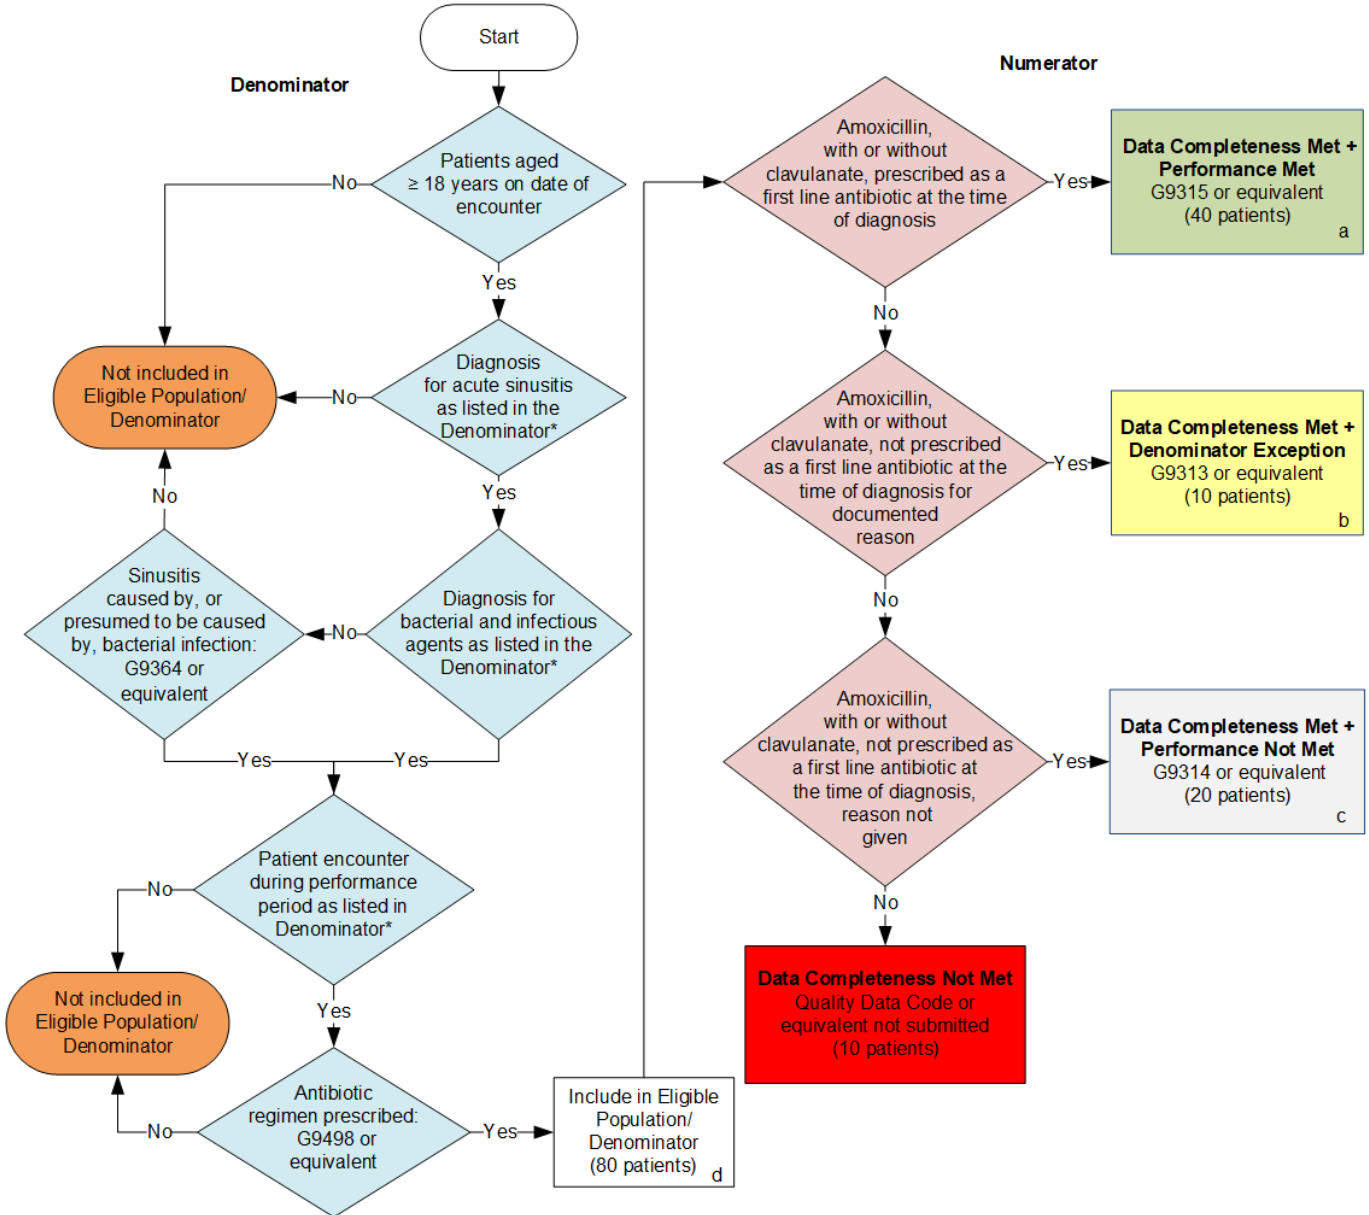 Start
Denominator
Patients aged
≥ 18 years on date of
encounter
No
Yes
Diagnosis
for acute sinusitis
as listed in the
Denominator*
No
Not included in
Eligible Population/
Denominator
Yes
No
Diagnosis for
bacterial and infectious
agents as listed in the
Denominator*
No
Sinusitis
caused by, or
presumed to be caused
by, bacterial infection:
G9364 or
equivalent
Yes
Yes
Patient encounter
during performance
period as listed in
Denominator*
No
Not included in
Eligible Population/
Denominator
Yes
Antibiotic
regimen prescribed:
G9498 or
equivalent
No
Yes
Include in Eligible
Population/
Denominator
(80 patients)
d
Numerator
Amoxicillin,
with or without
clavulanate, prescribed as a
first line antibiotic at the time
of diagnosis
Yes
Data Completeness Met +
Performance Met
G9315 or equivalent
(40 patients)
a
No
Amoxicillin,
with or without
clavulanate, not prescribed
as a first line antibiotic at the
time of diagnosis for
documented
reason
Yes
Data Completeness Met +
Denominator Exception
G9313 or equivalent
(10 patients)
b
No
Amoxicillin,
with or without
clavulanate, not prescribed as
a first line antibiotic at
the time of diagnosis,
reason not
given
Yes
Data Completeness Met +
Performance Not Met
G9314 or equivalent
(20 patients)
c
No
Data Completeness Not Met
Quality Data Code or
equivalent not submitted
(10 patients)